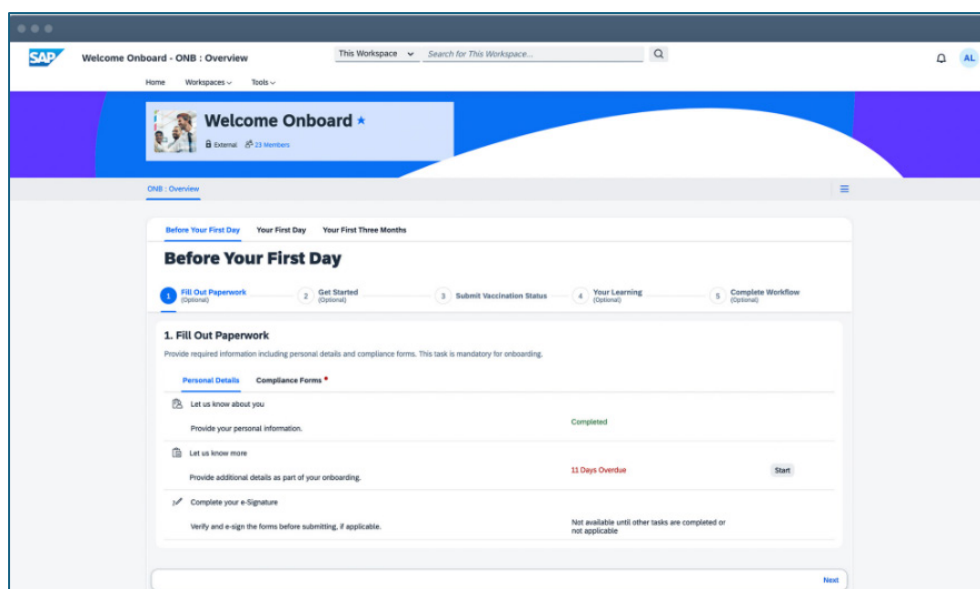 SAP
Welcome Onboard - ONB : Overview
This Workspace
Search for This Workspace...
AL
Home Workspaces Tools
Welcome Onboard
External 23 Members
ONB : Overview
Before Your First Day Your First Day Your First Three Months
Before Your First Day
1 Fill Out Paperwork (Optional)
2 Get Started (Optional)
3 Submit Vaccination Status
4 Your Learning (Optional)
5 Complete Workflow (Optional)
1. Fill Out Paperwork
Provide required information including personal details and compliance forms. This task is mandatory for onboarding.
Personal Details Compliance Forms *
Let us know about you
Provide your personal information.
Completed
Let us know more
Provide additional details as part of your onboarding.
11 Days Overdue
Start
Complete your e-Signature
Verify and e-sign the forms before submitting, if applicable.
Not available until other tasks are completed or
not applicable
Next